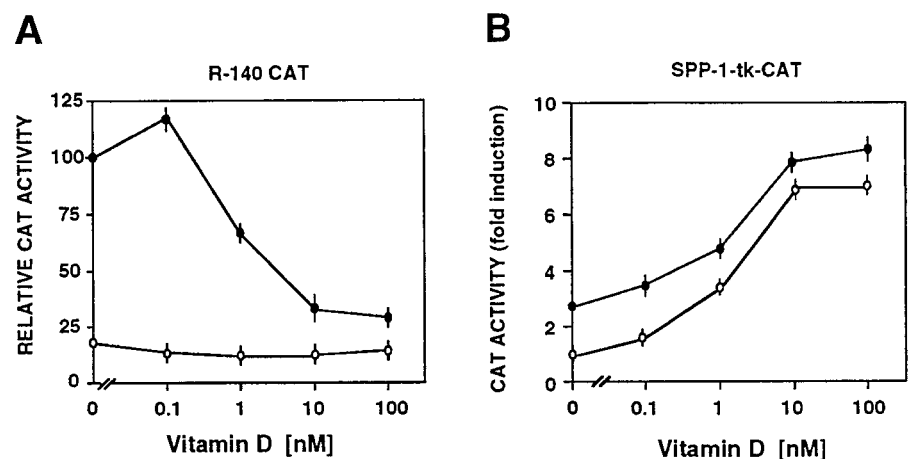 A
R-140 CAT
RELATIVE CAT ACTIVITY
125
100
75
50
25
0
0 0.1 1 10 100
Vitamin D [nM]
B
SPP-1-tk-CAT
CAT ACTIVITY (fold induction)
10
8
6
4
2
0
0 0.1 1 10 100
Vitamin D [nM]